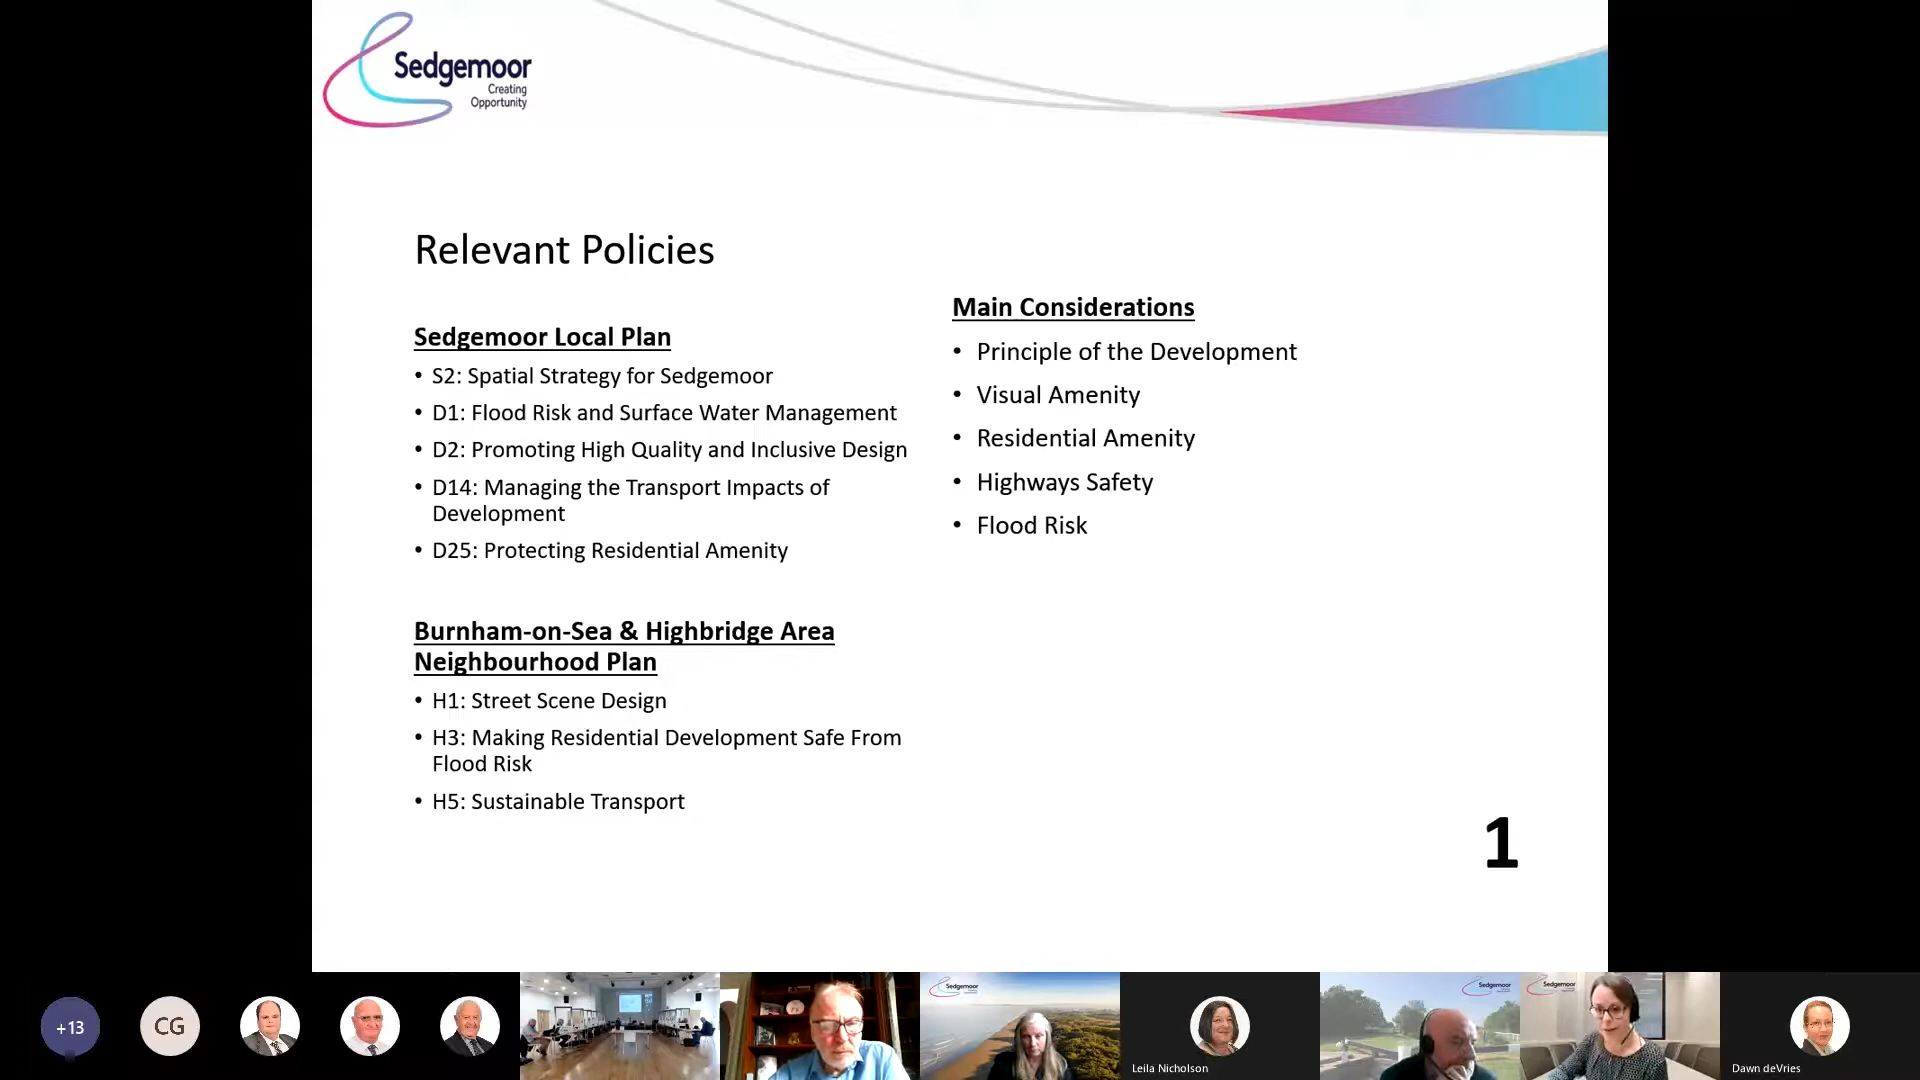 Sedgemoor
Creating
Opportunity
Relevant Policies
Sedgemoor Local Plan
• S2: Spatial Strategy for Sedgemoor
• D1: Flood Risk and Surface Water Management
• D2: Promoting High Quality and Inclusive Design
• D14: Managing the Transport Impacts of
Development
• D25: Protecting Residential Amenity
Burnham-on-Sea & Highbridge Area
Neighbourhood Plan
• H1: Street Scene Design
• H3: Making Residential Development Safe From
Flood Risk
• H5: Sustainable Transport
Main Considerations
• Principle of the Development
• Visual Amenity
• Residential Amenity
• Highways Safety
• Flood Risk
1
+13
CG
Sedgemoor
Leila Nicholson
Sedgemoor
Sedgemoor
Dawn deVries